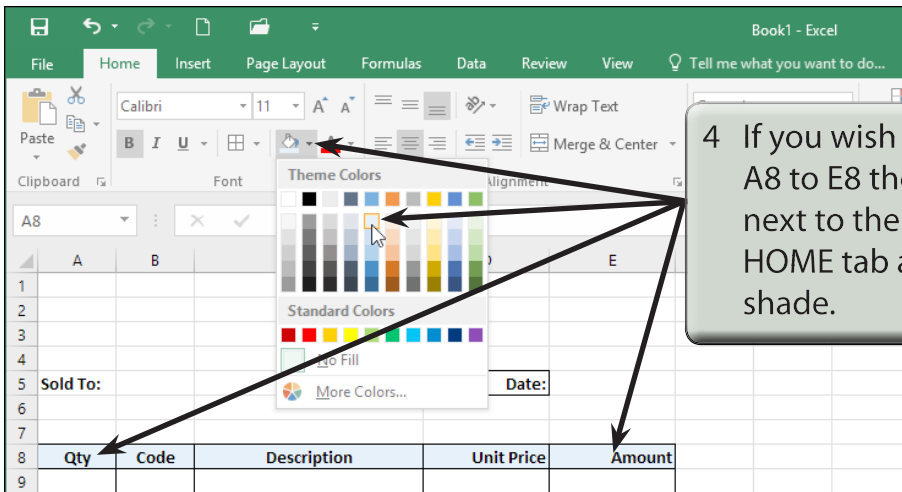 Book1 - Excel
File Home Insert Page Layout Formulas Data Review View Tell me what you want to do...
Calibri 11 A A Wrap Text
Paste B I U Merge & Center
Clipboard Font Alignment
Theme Colors
A8
A B E
1
2
Standard Colors
3
4
No Fill
5 Sold To: Date:
More Colors...
6
7
8 Qty Code Description Unit Price Amount
9
4 If you wish
A8 to E8
next to the
HOME tab
shade.